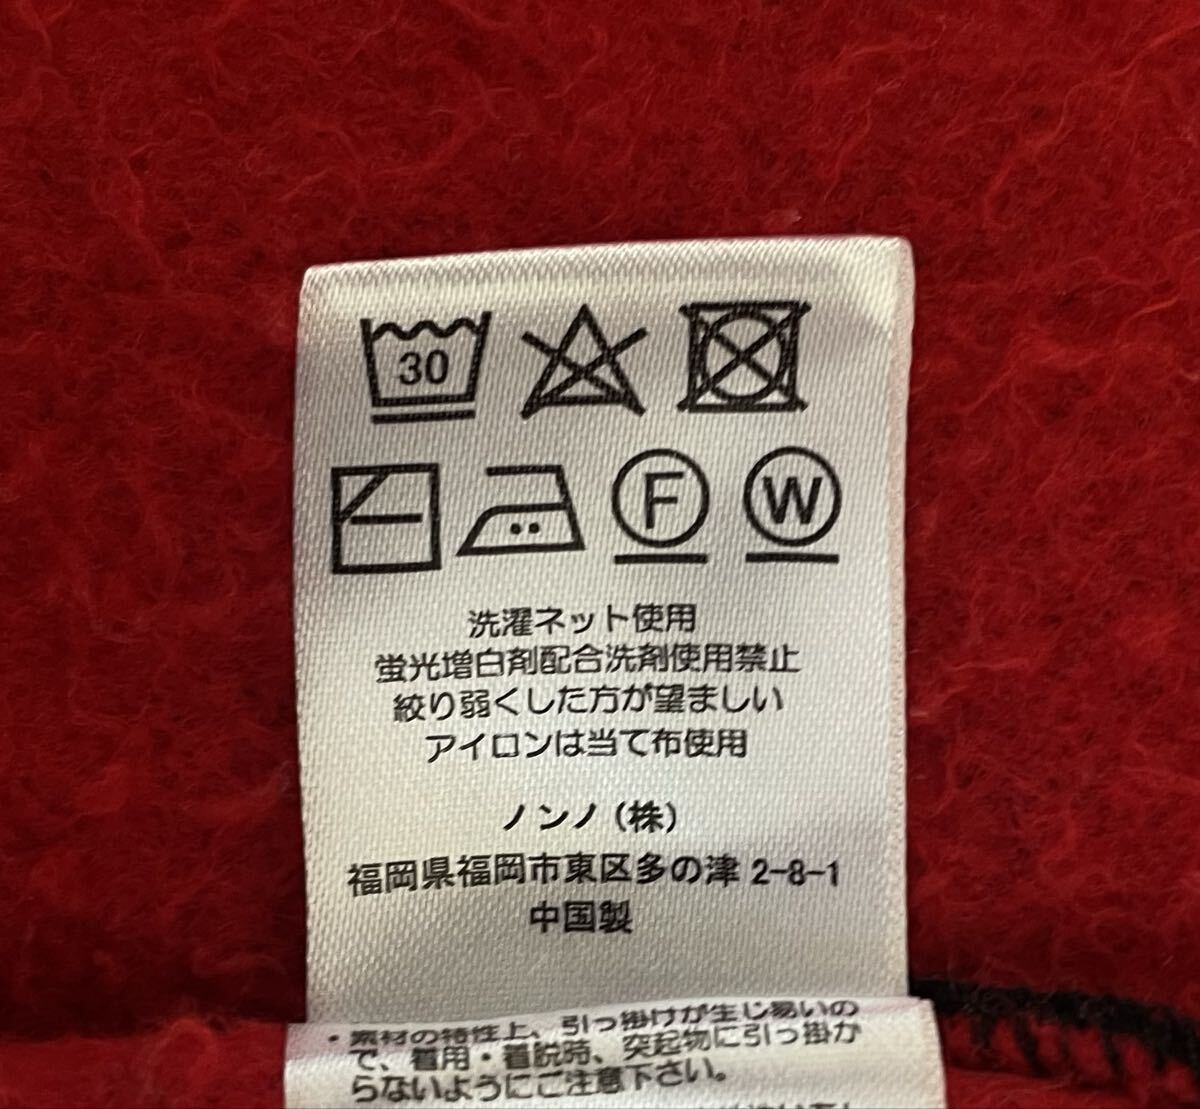 30
F W
洗濯ネット使用
蛍光増白剤配合洗剤使用禁止
絞り弱くした方が望ましい
アイロンは当て布使用
ノンノ(株)
福岡県福岡市東区多の津 2-8-1
中国製
・素材の特性上、引っ掛けが生じ易いの
で、着用・着脱時、突起物に引っ掛か
らないようにご注意下さい。